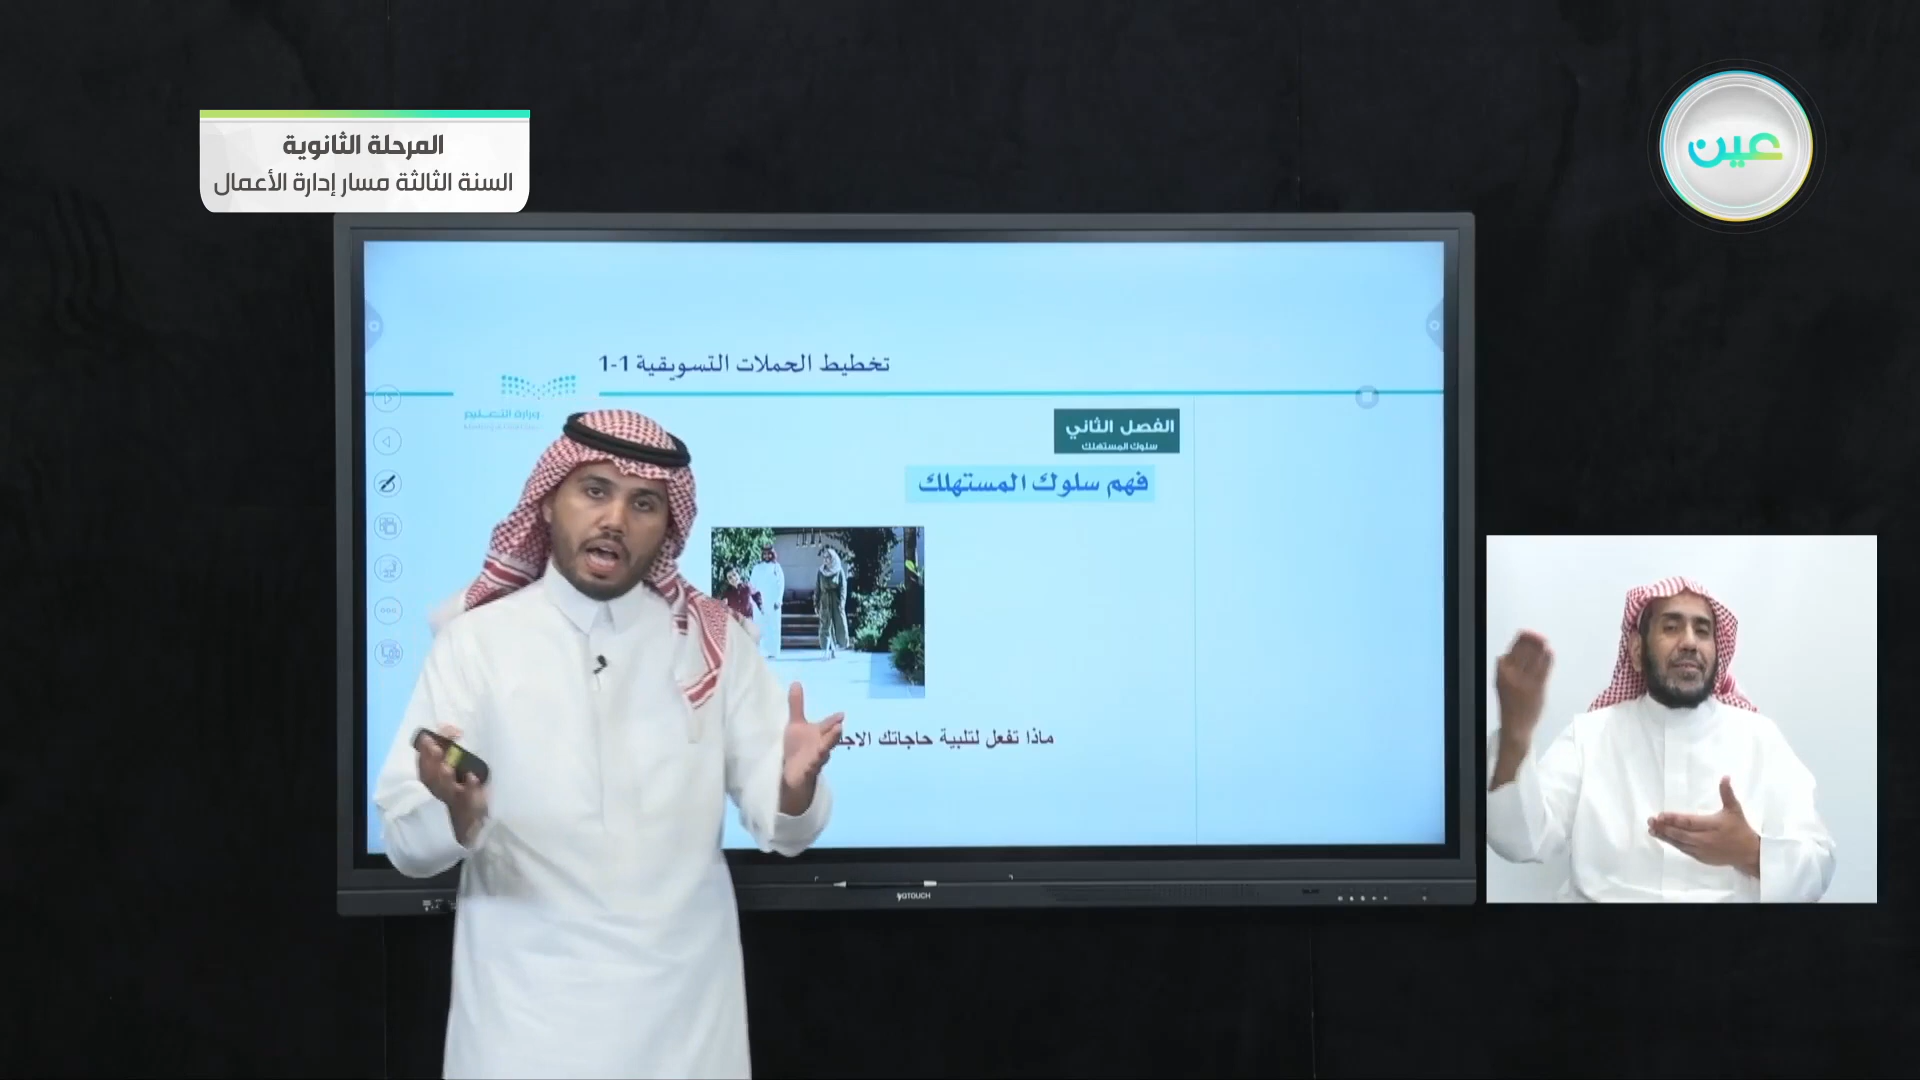 المرحلة الثانوية
السنة الثالثة مسار إدارة الأعمال
عين
تخطيط الحملات التسويقية 1-1
وزارة التعليم
الفصل الثاني
سلوك المستهلك
فهم سلوك المستهلك
ماذا تفعل لتلبية حاجاتك